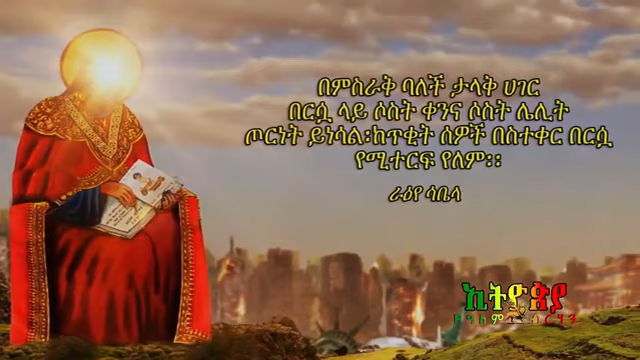 በምስራቅ ባለች ታላቅ ሀገር
በርሷ ላይ ሶስት ቀንና ሶስት ሌሊት
ጦርነት ይነሳል፣ከጥቂት ሰዎች በስተቀር በርሷ
የሚተርፍ የለም፡፡
ራዕየ ሳቤላ
ኢትዮጵያ